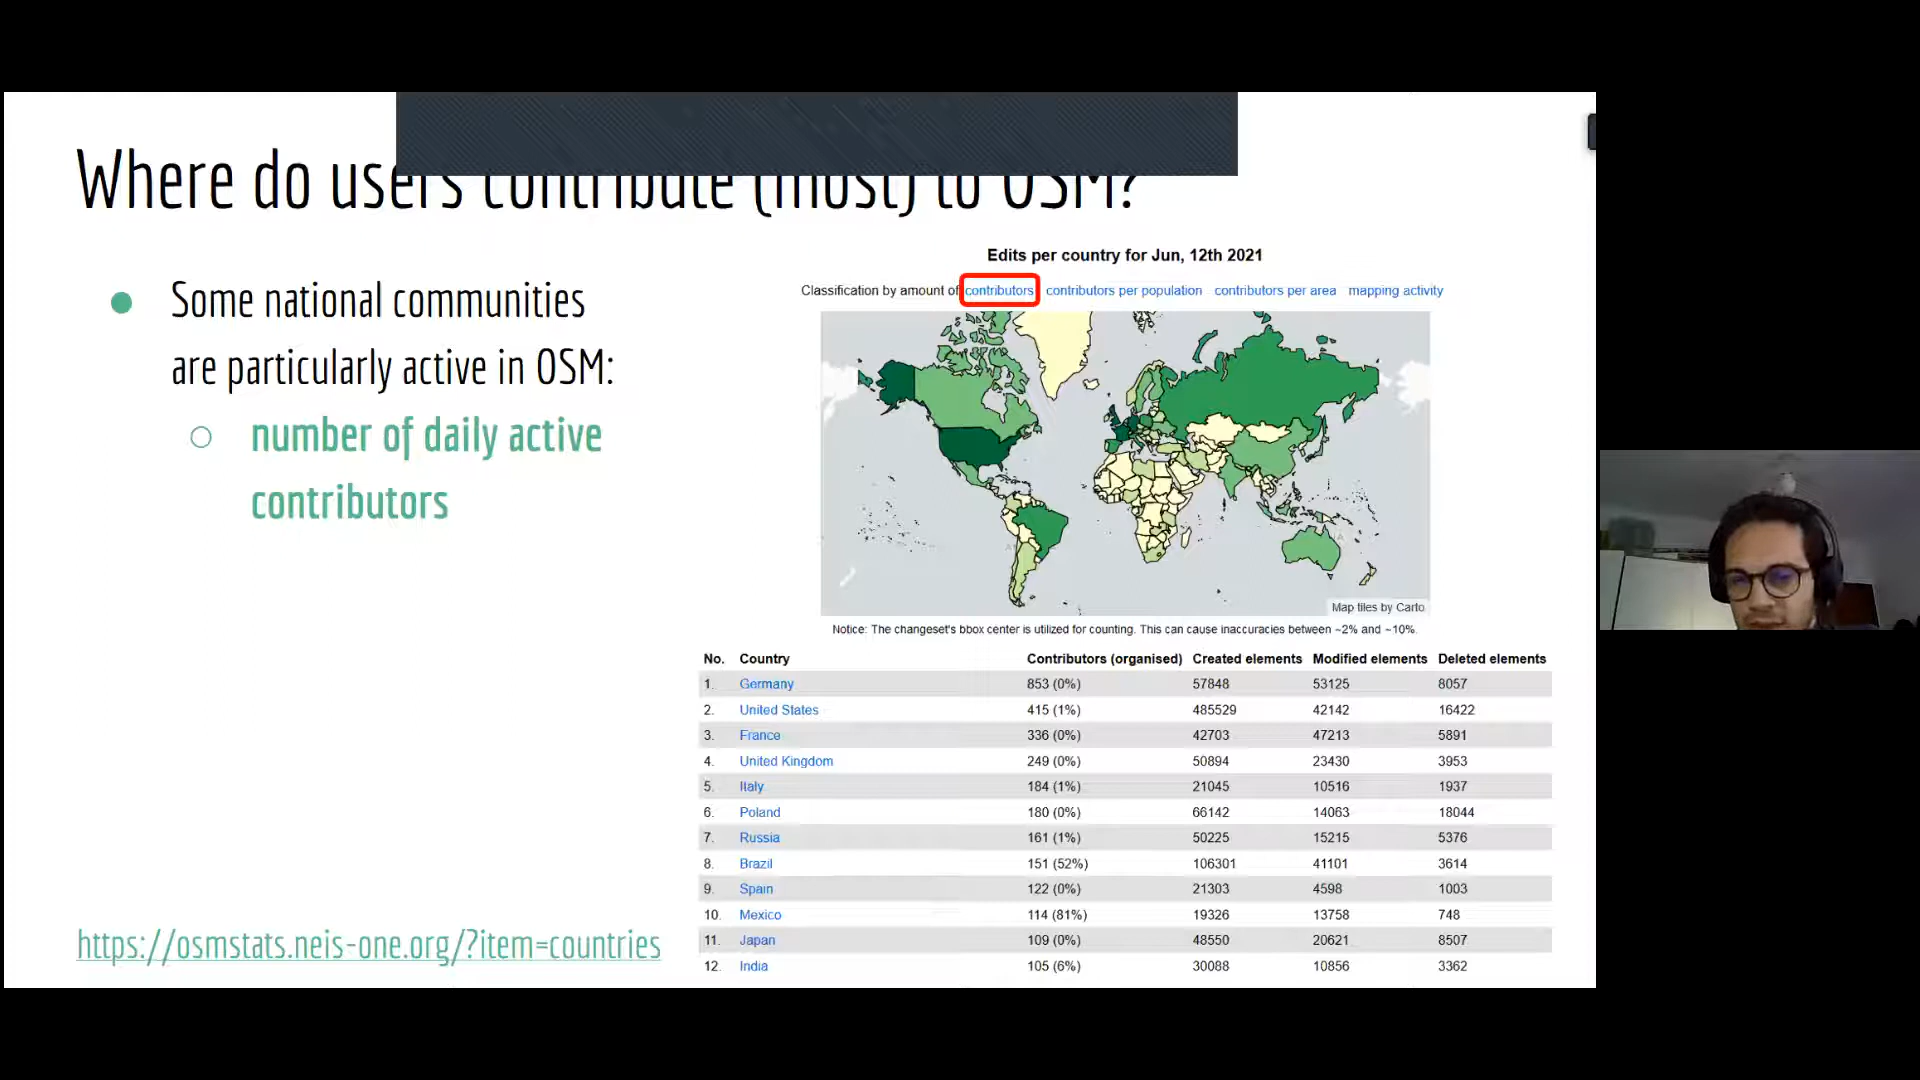 Where do users contribute (most) to OSM?
Some national communities
are particularly active in OSM:
number of daily active
contributors
https://osmstats.neis-one.org/?item=countries
Edits per country for Jun, 12th 2021
Classification by amount of contributors contributors per population contributors per area mapping activity
Map tiles by Carto
Notice: The changeset's bbox center is utilized for counting. This can cause inaccuracies between ~2% and ~10%.
No. Country Contributors (organised) Created elements Modified elements Deleted elements
1. Germany 853 (0%) 57848 53125 8057
2. United States 415 (1%) 485529 42142 16422
3. France 336 (0%) 42703 47213 5891
4. United Kingdom 249 (0%) 50894 23430 3953
5. Italy 184 (1%) 21045 10516 1937
6. Poland 180 (0%) 66142 14063 18044
7. Russia 161 (1%) 50225 15215 5376
8. Brazil 151 (52%) 106301 41101 3614
9. Spain 122 (0%) 21303 4598 1003
10. Mexico 114 (81%) 19326 13758 748
11. Japan 109 (0%) 48550 20621 8507
12. India 105 (6%) 30088 10856 3362